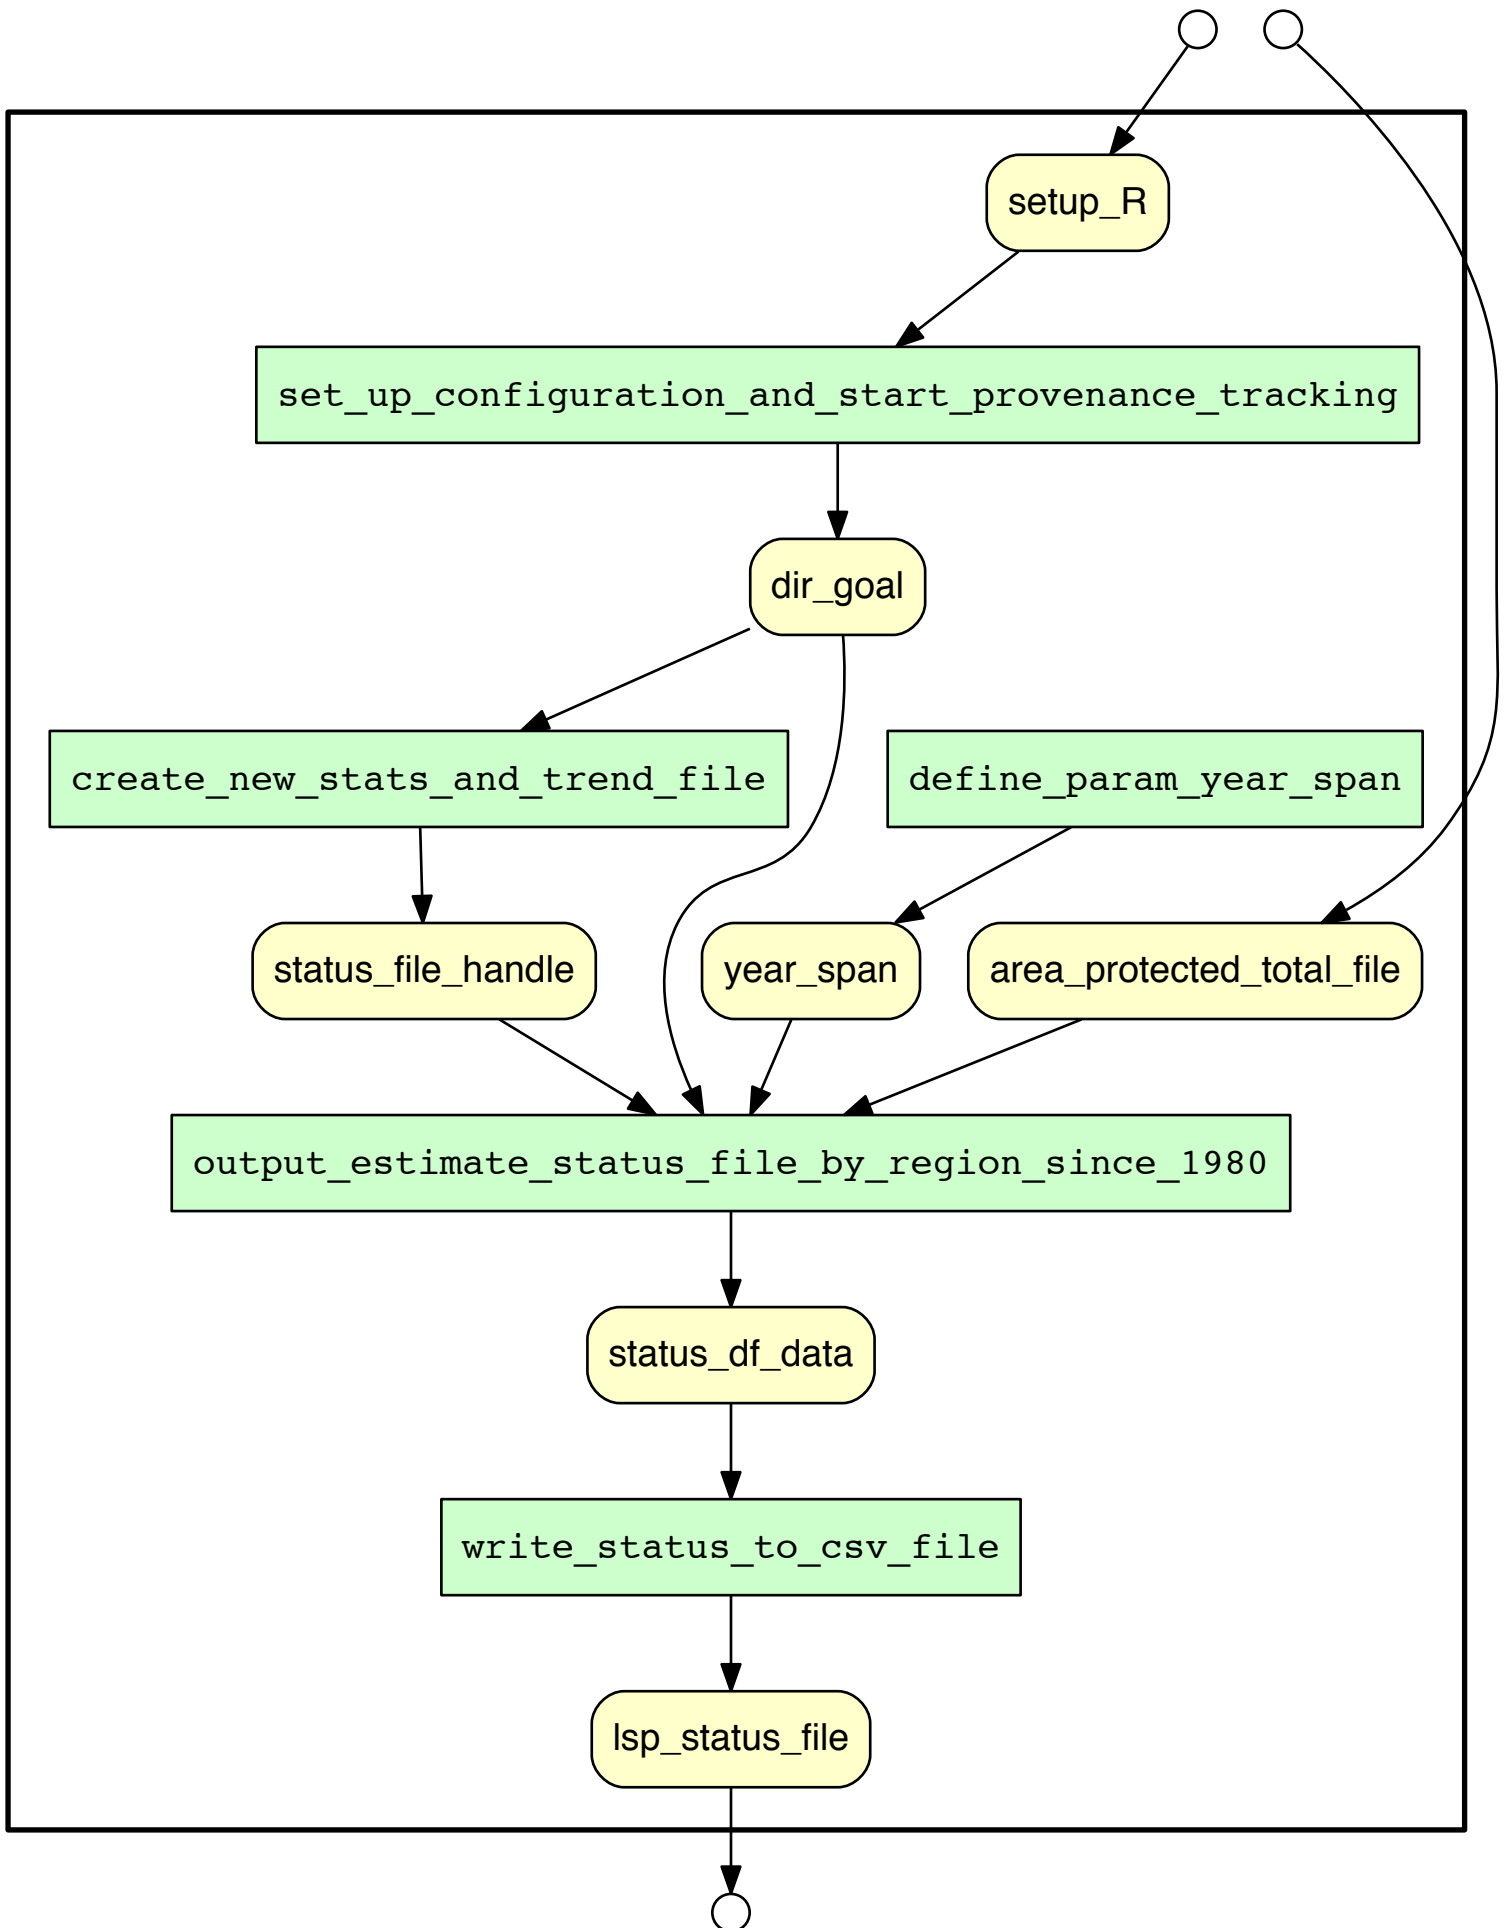 setup_R
set_up_configuration_and_start_provenance_tracking
dir_goal
create_new_stats_and_trend_file
define_param_year_span
status_file_handle
year_span
area_protected_total_file
output_estimate_status_file_by_region_since_1980
status_df_data
write_status_to_csv_file
lsp_status_file